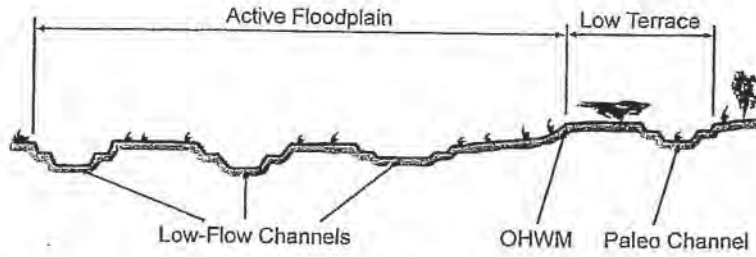 Active Floodplain
Low Terrace
Low-Flow Channels
OHWM
Paleo Channel